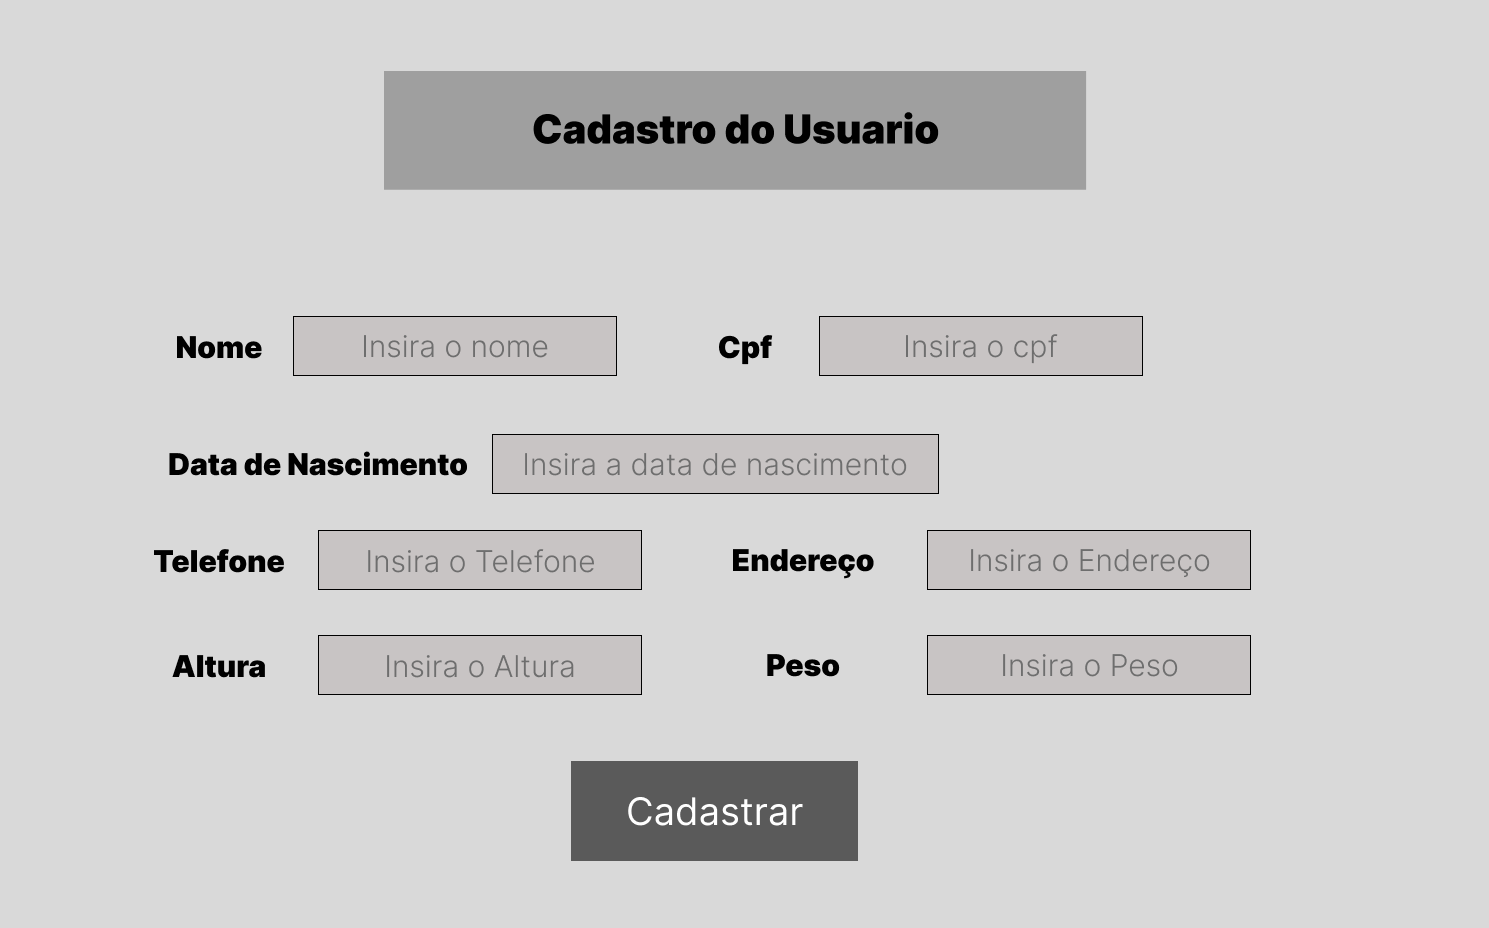 Cadastro do Usuario
Nome Insira o nome Cpf Insira o cpf
Data de Nascimento Insira a data de nascimento
Telefone Insira o Telefone Endereço Insira o Endereço
Altura Insira o Altura Peso Insira o Peso
Cadastrar